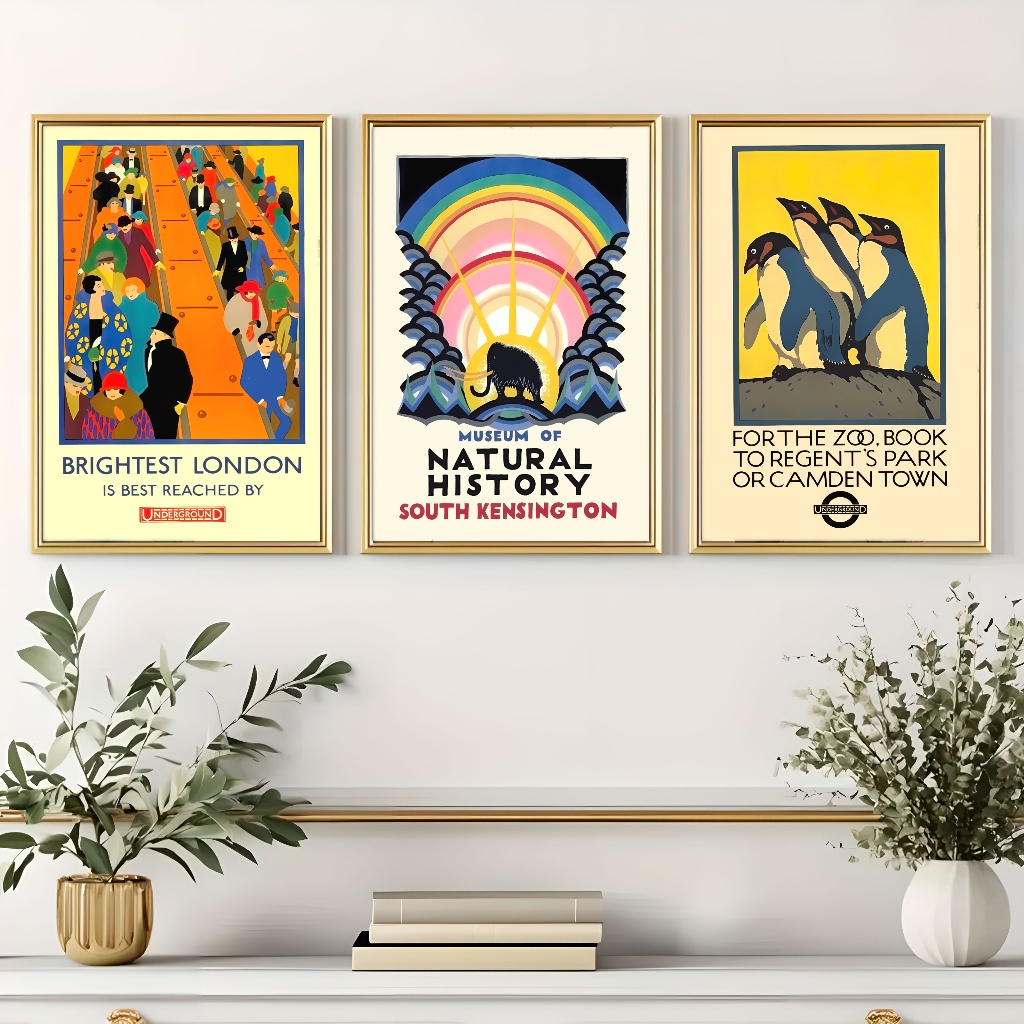 BRIGHTEST LONDON
IS BEST REACHED BY
UNDERGROUND
MUSEUM OF
NATURAL
HISTORY
SOUTH KENSINGTON
FOR THE ZOO, BOOK
TO REGENT'S PARK
OR CAMDEN TOWN
UNDERGROUND